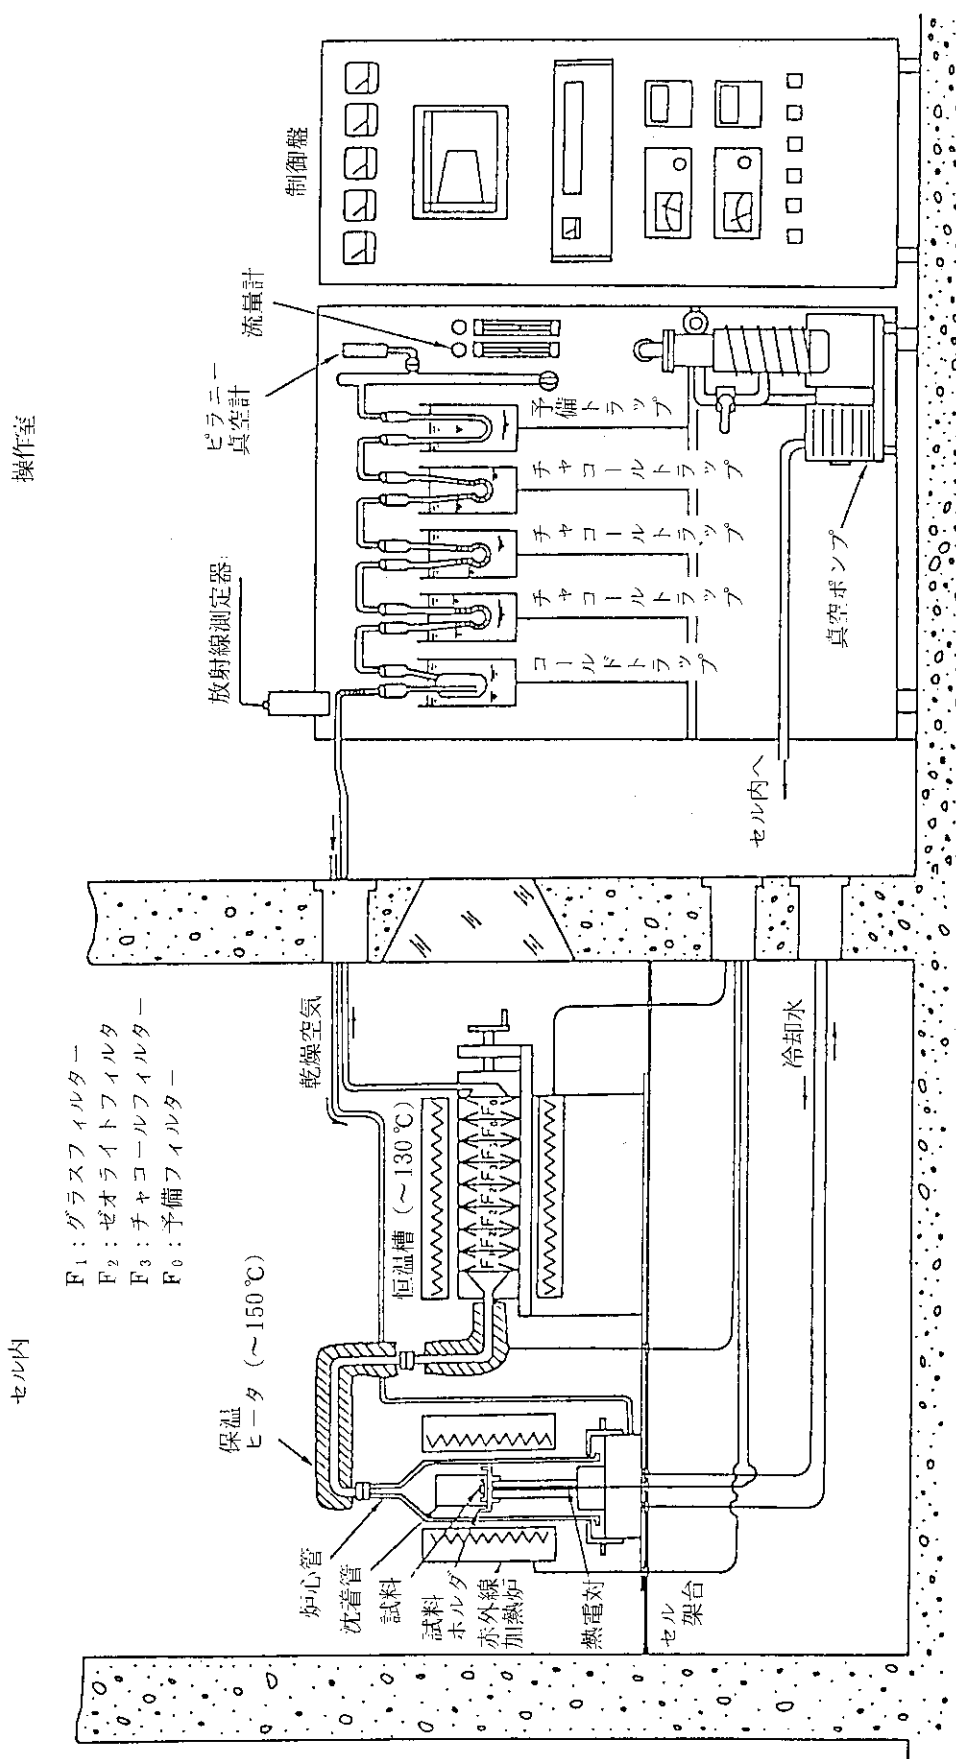 セル内
操作室
F₁：グラスフィルター
F₂：ゼオライトフィルタ
F₃：チャコールフィルター
F₀：予備フィルター
保温
ヒータ (～150℃)
恒温槽 (～130℃)
乾燥空気
炉心管
沈着管
試料
試料
ホルダ
赤外線
加熱炉
熱電対
セル
架台
冷却水
放射線測定器
ピラニー
真空計
流量計
制御盤
コールドトラップ
チャコールトラップ
チャコールトラップ
チャコールトラップ
予備トラップ
真空ポンプ
セル内へ